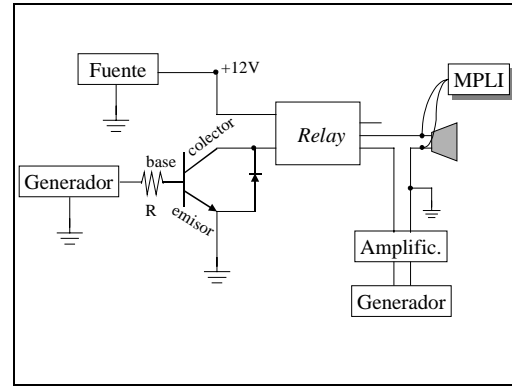 Fuente
+12V
MPLI
Relay
colector
base
Generador
R
emisor
Amplific.
Generador